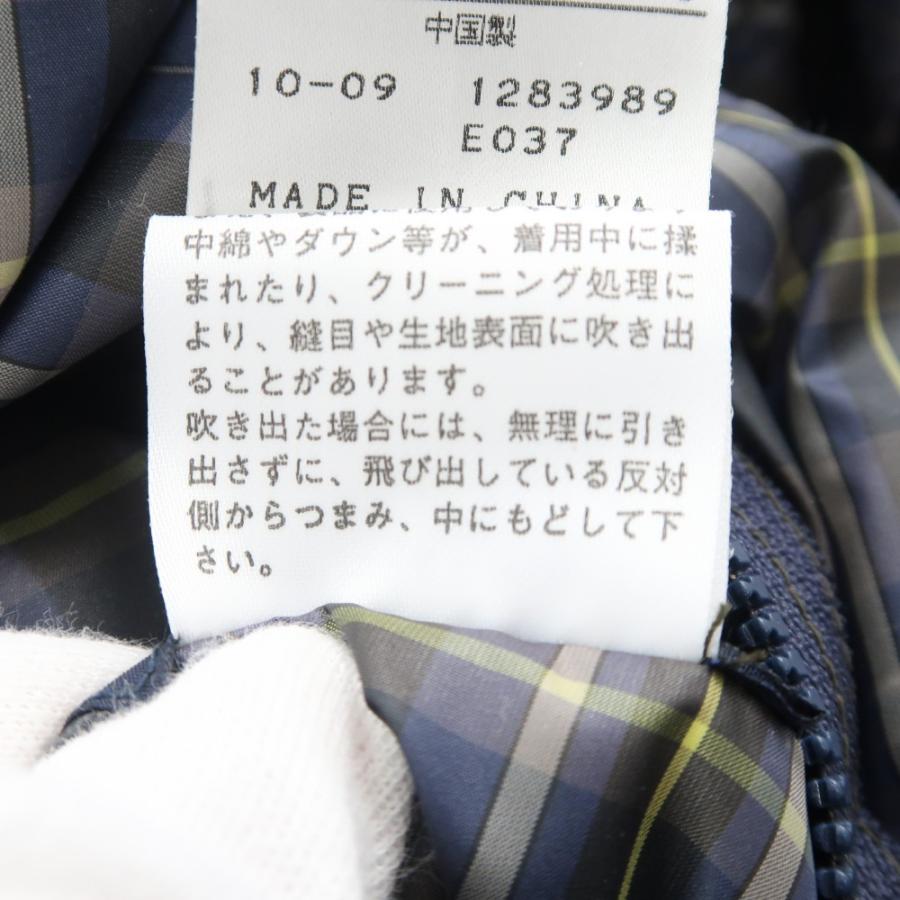 中国製
10-09 1283989
E037
MADE IN CHINA
中綿やダウン等が、着用中に揉
まれたり、クリーニング処理に
より、縫目や生地表面に吹き出
ることがあります。
吹き出た場合には、無理に引き
出さずに、飛び出している反対
側からつまみ、中にもどして下
さい。